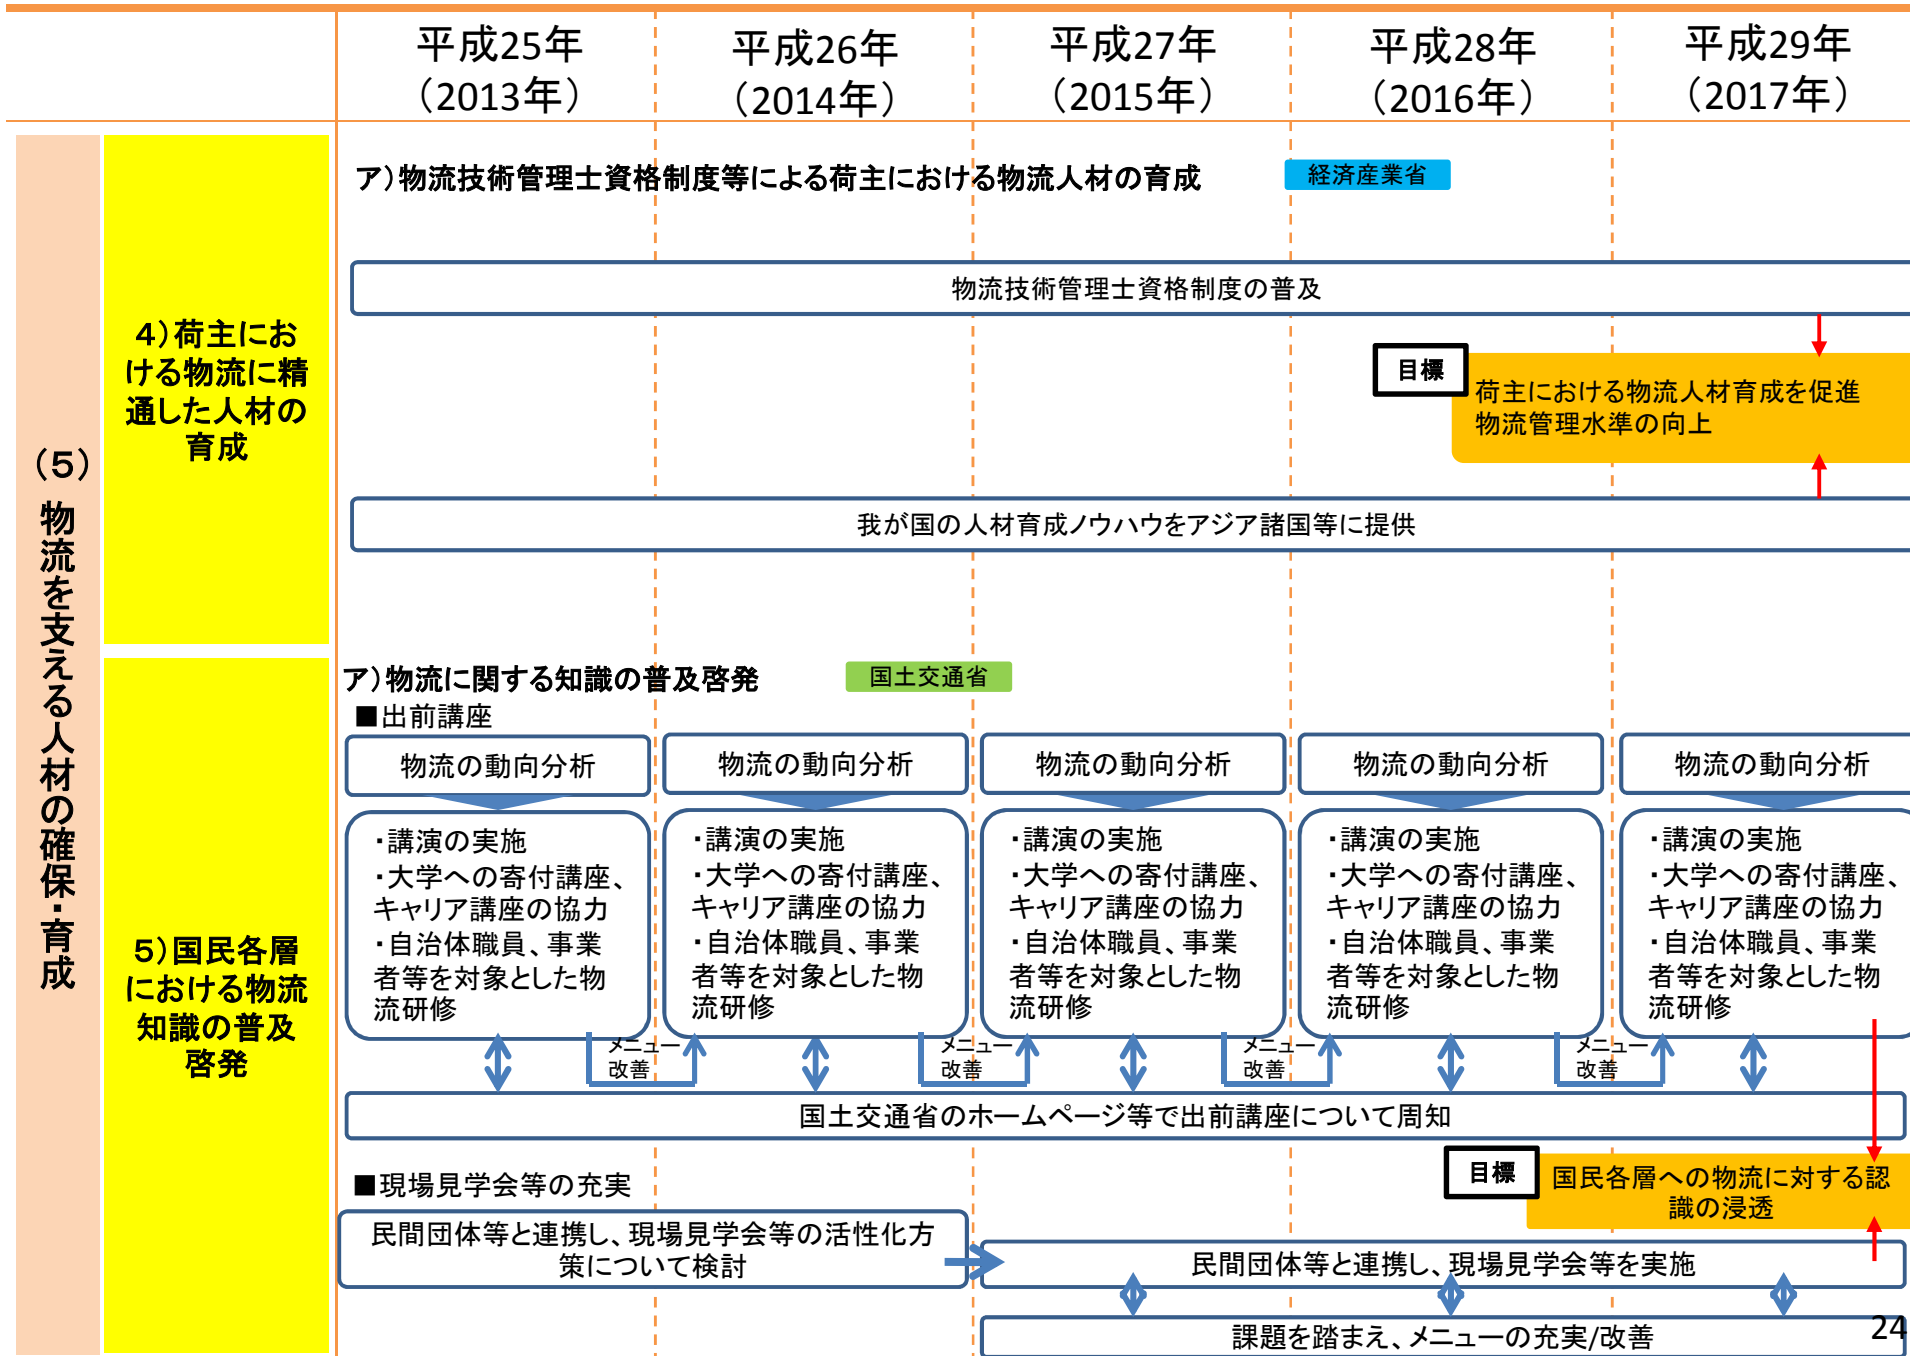 平成25年
（2013年）
平成26年
（2014年）
平成27年
（2015年）
平成28年
（2016年）
平成29年
（2017年）
（5）物流を支える人材の確保・育成
4）荷主にお
ける物流に精
通した人材の
育成
ア）物流技術管理士資格制度等による荷主における物流人材の育成
経済産業省
物流技術管理士資格制度の普及
目標
荷主における物流人材育成を促進
物流管理水準の向上
我が国の人材育成ノウハウをアジア諸国等に提供
5）国民各層
における物流
知識の普及
啓発
ア）物流に関する知識の普及啓発
国土交通省
■出前講座
物流の動向分析
物流の動向分析
物流の動向分析
物流の動向分析
物流の動向分析
・講演の実施
・大学への寄付講座、
キャリア講座の協力
・自治体職員、事業
者等を対象とした物
流研修
・講演の実施
・大学への寄付講座、
キャリア講座の協力
・自治体職員、事業
者等を対象とした物
流研修
・講演の実施
・大学への寄付講座、
キャリア講座の協力
・自治体職員、事業
者等を対象とした物
流研修
・講演の実施
・大学への寄付講座、
キャリア講座の協力
・自治体職員、事業
者等を対象とした物
流研修
・講演の実施
・大学への寄付講座、
キャリア講座の協力
・自治体職員、事業
者等を対象とした物
流研修
メニュー
改善
メニュー
改善
メニュー
改善
メニュー
改善
国土交通省のホームページ等で出前講座について周知
目標
国民各層への物流に対する認
識の浸透
■現場見学会等の充実
民間団体等と連携し、現場見学会等の活性化方
策について検討
民間団体等と連携し、現場見学会等を実施
課題を踏まえ、メニューの充実/改善
24